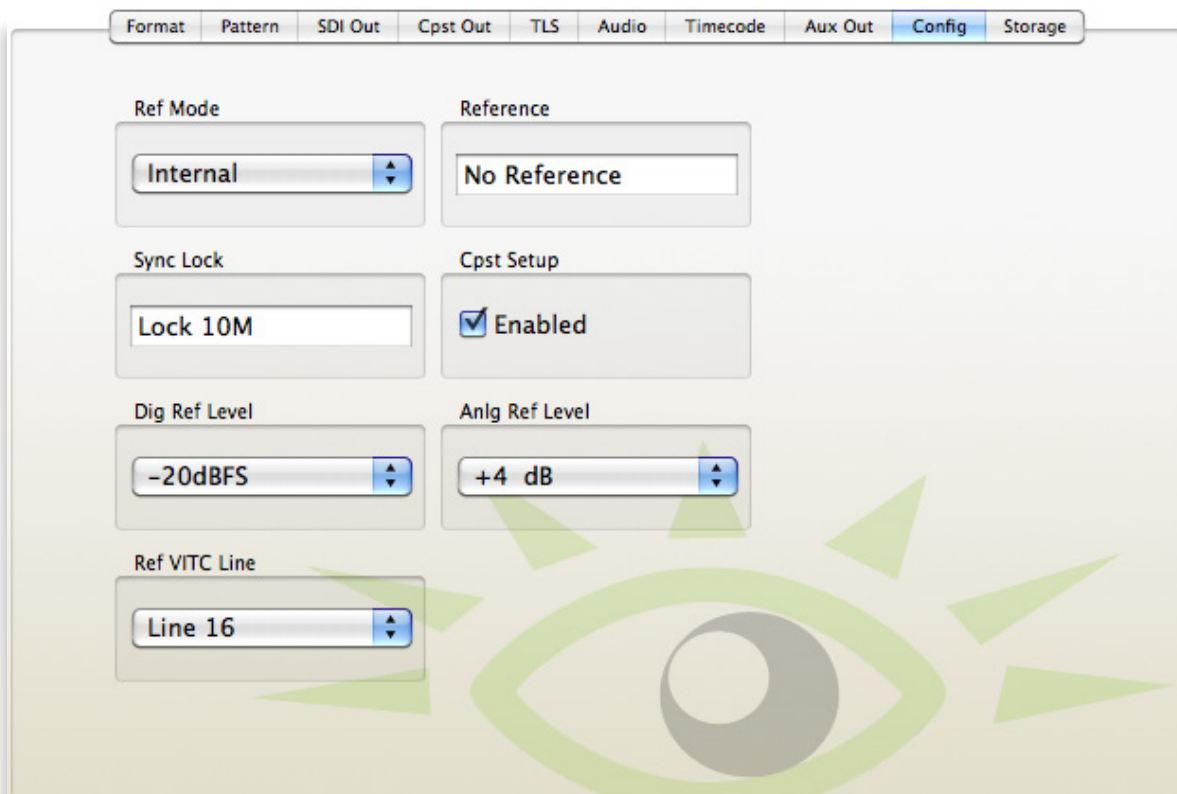 Format Pattern SDI Out Cpst Out TLS Audio Timecode Aux Out Config Storage
Ref Mode
Internal
Reference
No Reference
Sync Lock
Lock 10M
Cpst Setup
Enabled
Dig Ref Level
-20dBFS
Anlg Ref Level
+4 dB
Ref VITC Line
Line 16